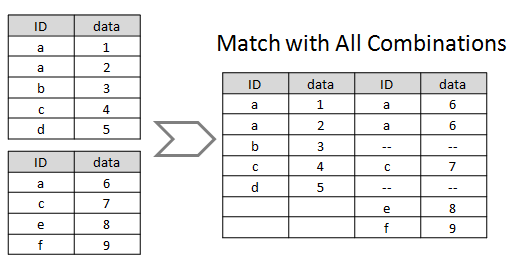 ID data
a 1
a 2
b 3
c 4
d 5
ID data
a 6
c 7
e 8
f 9
Match with All Combinations
ID data ID data
a 1 a 6
a 2 a 6
b 3 -- --
c 4 c 7
d 5 -- --
e 8
f 9